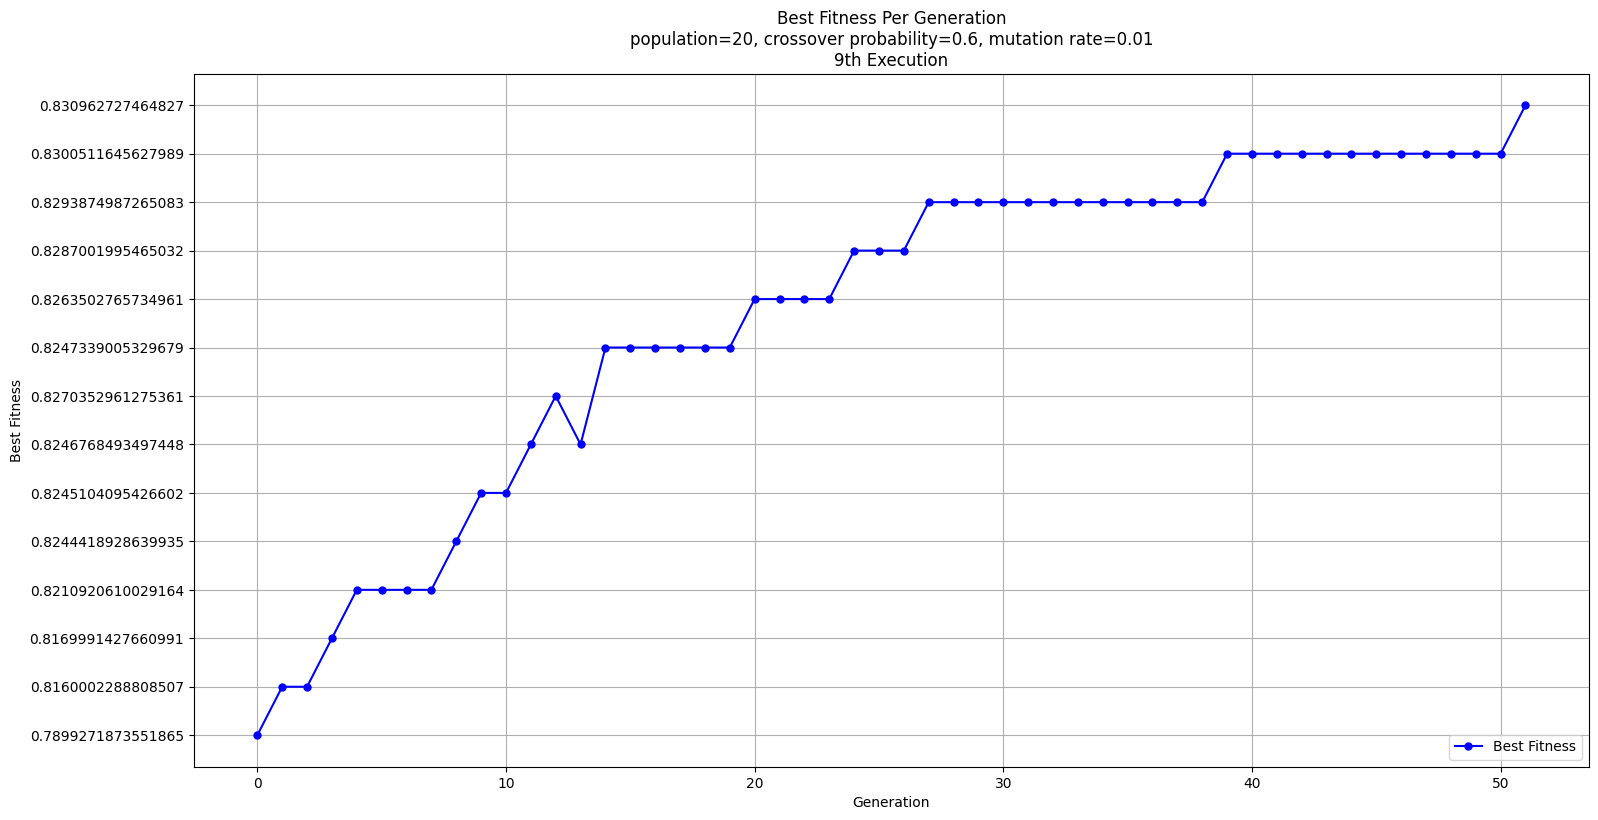 Best Fitness Per Generation
population=20, crossover probability=0.6, mutation rate=0.01
9th Execution
0.830962727464827
0.8300511645627989
0.8293874987265083
0.8287001995465032
0.8263502765734961
0.8247339005329679
0.8270352961275361
0.8246768493497448
0.8245104095426602
0.8244418928639935
0.8210920610029164
0.8169991427660991
0.8160002288808507
0.7899271873551865
Best Fitness
Best Fitness
0 10 20 30 40 50
Generation